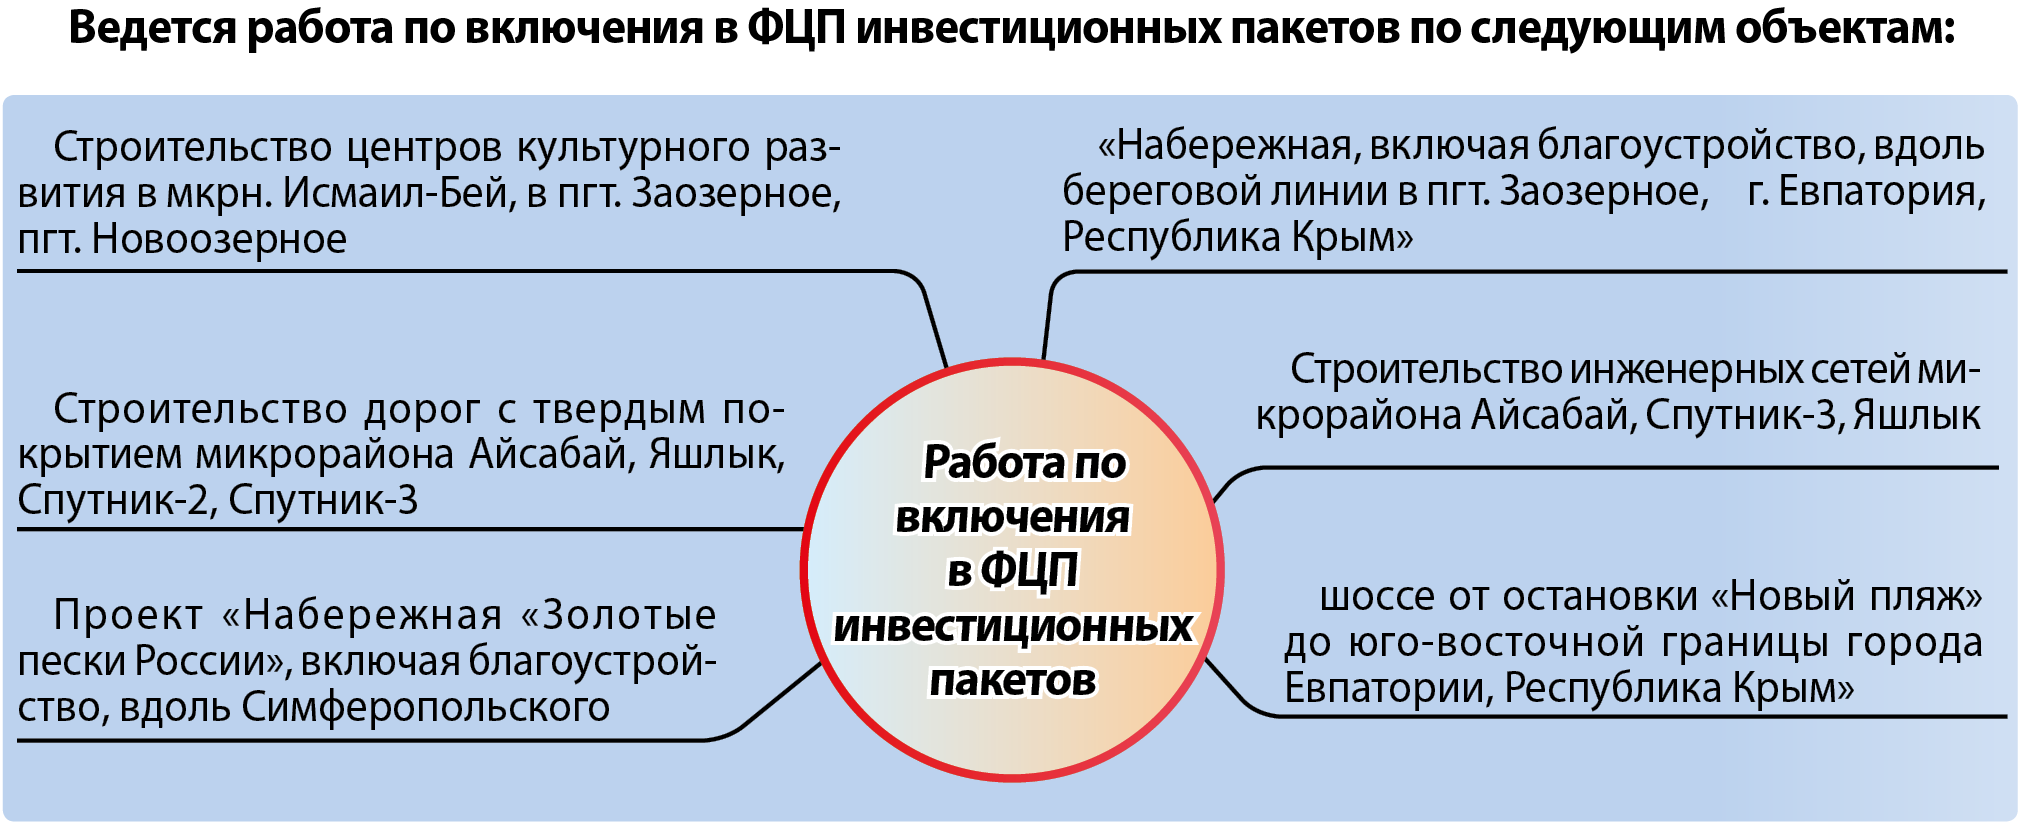 Ведется работа по включения в ФЦП инвестиционных пакетов по следующим объектам:
Строительство центров культурного раз-
вития в мкрн. Исмаил-Бей, в пгт. Заозерное,
пгт. Новоозерное
«Набережная, включая благоустройство, вдоль
береговой линии в пгт. Заозерное, г. Евпатория,
Республика Крым»
Строительство дорог с твердым по-
крытием микрорайона Айсабай, Яшлык,
Спутник-2, Спутник-3
Строительство инженерных сетей ми-
крорайона Айсабай, Спутник-3, Яшлык
Работа по
включения
в ФЦП
инвестиционных
пакетов
Проект «Набережная «Золотые
пески России», включая благоустрой-
ство, вдоль Симферопольского
шоссе от остановки «Новый пляж»
до юго-восточной границы города
Евпатории, Республика Крым»